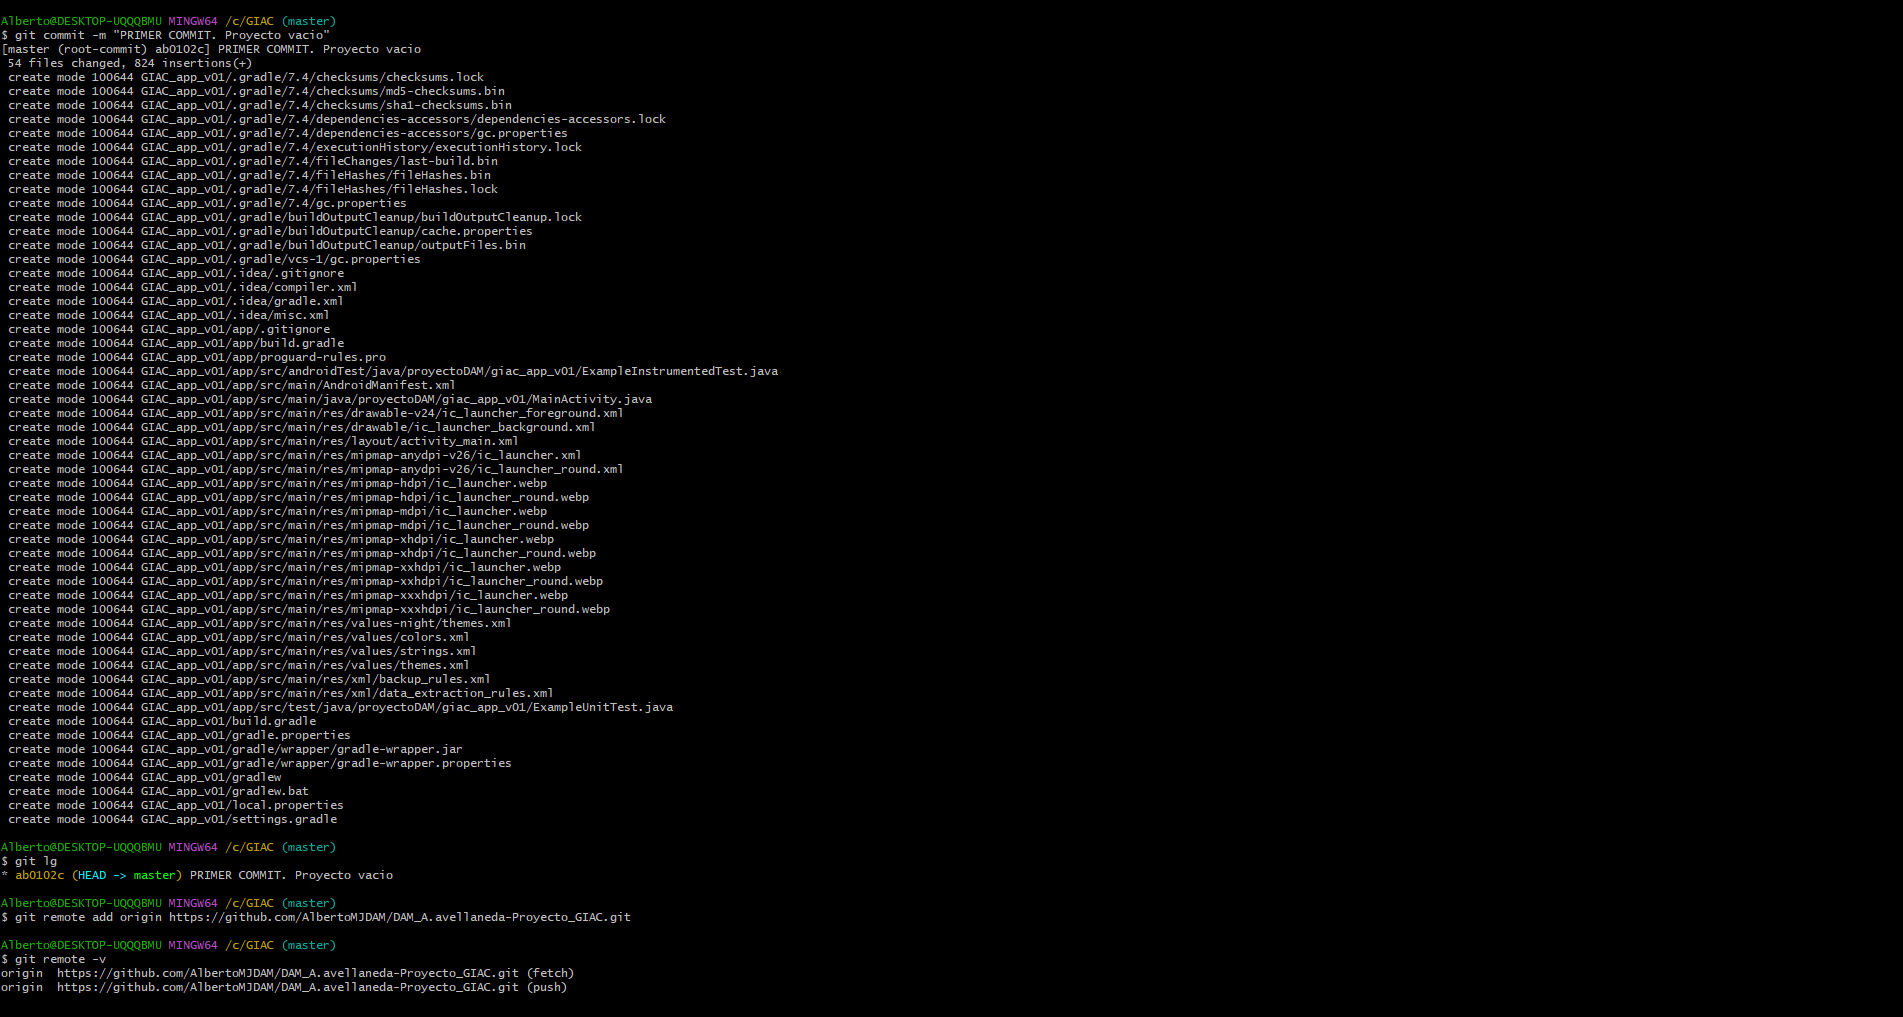 Alberto@DESKTOP-UQQQBMU MINGW64 /c/GIAC (master)
$ git commit -m "PRIMER COMMIT. Proyecto vacio"
[master (root-commit) ab0102c] PRIMER COMMIT. Proyecto vacio
 54 files changed, 824 insertions(+)
 create mode 100644 GIAC_app_v01/.gradle/7.4/checksums/checksums.lock
 create mode 100644 GIAC_app_v01/.gradle/7.4/checksums/md5-checksums.bin
 create mode 100644 GIAC_app_v01/.gradle/7.4/checksums/sha1-checksums.bin
 create mode 100644 GIAC_app_v01/.gradle/7.4/dependencies-accessors/dependencies-accessors.lock
 create mode 100644 GIAC_app_v01/.gradle/7.4/dependencies-accessors/gc.properties
 create mode 100644 GIAC_app_v01/.gradle/7.4/executionHistory/executionHistory.lock
 create mode 100644 GIAC_app_v01/.gradle/7.4/fileChanges/last-build.bin
 create mode 100644 GIAC_app_v01/.gradle/7.4/fileHashes/fileHashes.bin
 create mode 100644 GIAC_app_v01/.gradle/7.4/fileHashes/fileHashes.lock
 create mode 100644 GIAC_app_v01/.gradle/7.4/gc.properties
 create mode 100644 GIAC_app_v01/.gradle/buildOutputCleanup/buildOutputCleanup.lock
 create mode 100644 GIAC_app_v01/.gradle/buildOutputCleanup/cache.properties
 create mode 100644 GIAC_app_v01/.gradle/buildOutputCleanup/outputFiles.bin
 create mode 100644 GIAC_app_v01/.gradle/vcs-1/gc.properties
 create mode 100644 GIAC_app_v01/.idea/.gitignore
 create mode 100644 GIAC_app_v01/.idea/compiler.xml
 create mode 100644 GIAC_app_v01/.idea/gradle.xml
 create mode 100644 GIAC_app_v01/.idea/misc.xml
 create mode 100644 GIAC_app_v01/app/.gitignore
 create mode 100644 GIAC_app_v01/app/build.gradle
 create mode 100644 GIAC_app_v01/app/proguard-rules.pro
 create mode 100644 GIAC_app_v01/app/src/androidTest/java/proyectoDAM/giac_app_v01/ExampleInstrumentedTest.java
 create mode 100644 GIAC_app_v01/app/src/main/AndroidManifest.xml
 create mode 100644 GIAC_app_v01/app/src/main/java/proyectoDAM/giac_app_v01/MainActivity.java
 create mode 100644 GIAC_app_v01/app/src/main/res/drawable-v24/ic_launcher_foreground.xml
 create mode 100644 GIAC_app_v01/app/src/main/res/drawable/ic_launcher_background.xml
 create mode 100644 GIAC_app_v01/app/src/main/res/layout/activity_main.xml
 create mode 100644 GIAC_app_v01/app/src/main/res/mipmap-anydpi-v26/ic_launcher.xml
 create mode 100644 GIAC_app_v01/app/src/main/res/mipmap-anydpi-v26/ic_launcher_round.xml
 create mode 100644 GIAC_app_v01/app/src/main/res/mipmap-hdpi/ic_launcher.webp
 create mode 100644 GIAC_app_v01/app/src/main/res/mipmap-hdpi/ic_launcher_round.webp
 create mode 100644 GIAC_app_v01/app/src/main/res/mipmap-mdpi/ic_launcher.webp
 create mode 100644 GIAC_app_v01/app/src/main/res/mipmap-mdpi/ic_launcher_round.webp
 create mode 100644 GIAC_app_v01/app/src/main/res/mipmap-xhdpi/ic_launcher.webp
 create mode 100644 GIAC_app_v01/app/src/main/res/mipmap-xhdpi/ic_launcher_round.webp
 create mode 100644 GIAC_app_v01/app/src/main/res/mipmap-xxhdpi/ic_launcher.webp
 create mode 100644 GIAC_app_v01/app/src/main/res/mipmap-xxhdpi/ic_launcher_round.webp
 create mode 100644 GIAC_app_v01/app/src/main/res/mipmap-xxxhdpi/ic_launcher.webp
 create mode 100644 GIAC_app_v01/app/src/main/res/mipmap-xxxhdpi/ic_launcher_round.webp
 create mode 100644 GIAC_app_v01/app/src/main/res/values-night/themes.xml
 create mode 100644 GIAC_app_v01/app/src/main/res/values/colors.xml
 create mode 100644 GIAC_app_v01/app/src/main/res/values/strings.xml
 create mode 100644 GIAC_app_v01/app/src/main/res/values/themes.xml
 create mode 100644 GIAC_app_v01/app/src/main/res/xml/backup_rules.xml
 create mode 100644 GIAC_app_v01/app/src/main/res/xml/data_extraction_rules.xml
 create mode 100644 GIAC_app_v01/app/src/test/java/proyectoDAM/giac_app_v01/ExampleUnitTest.java
 create mode 100644 GIAC_app_v01/build.gradle
 create mode 100644 GIAC_app_v01/gradle.properties
 create mode 100644 GIAC_app_v01/gradle/wrapper/gradle-wrapper.jar
 create mode 100644 GIAC_app_v01/gradle/wrapper/gradle-wrapper.properties
 create mode 100644 GIAC_app_v01/gradlew
 create mode 100644 GIAC_app_v01/gradlew.bat
 create mode 100644 GIAC_app_v01/local.properties
 create mode 100644 GIAC_app_v01/settings.gradle
Alberto@DESKTOP-UQQQBMU MINGW64 /c/GIAC (master)
$ git lg
* ab0102c (HEAD -> master) PRIMER COMMIT. Proyecto vacio
Alberto@DESKTOP-UQQQBMU MINGW64 /c/GIAC (master)
$ git remote add origin https://github.com/AlbertoMJDAM/DAM_A.avellaneda-Proyecto_GIAC.git
Alberto@DESKTOP-UQQQBMU MINGW64 /c/GIAC (master)
$ git remote -v
origin  https://github.com/AlbertoMJDAM/DAM_A.avellaneda-Proyecto_GIAC.git (fetch)
origin  https://github.com/AlbertoMJDAM/DAM_A.avellaneda-Proyecto_GIAC.git (push)